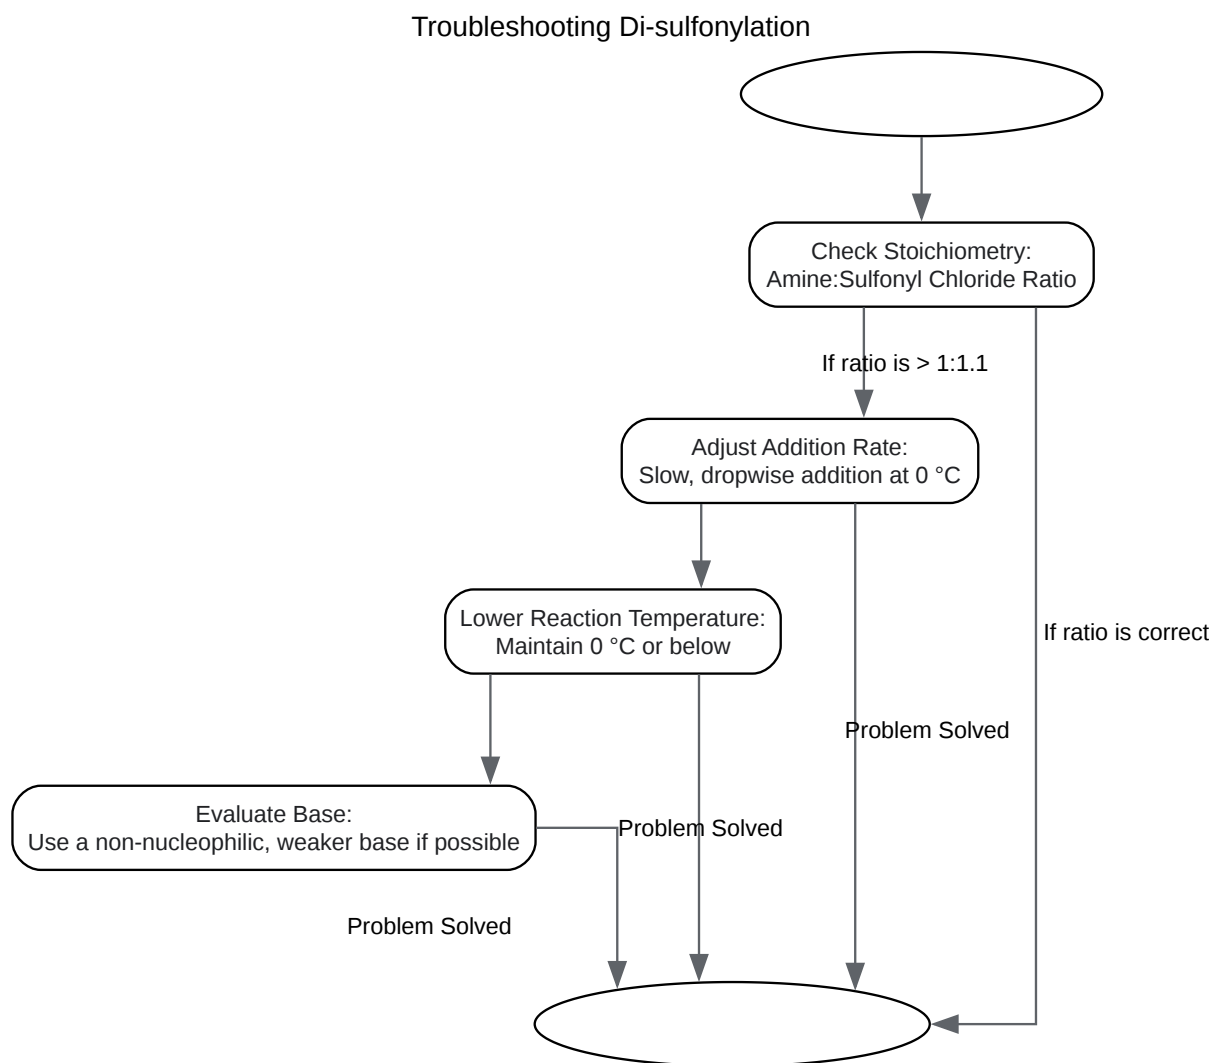 Troubleshooting Di-sulfonylation
Check Stoichiometry:
Amine:Sulfonyl Chloride Ratio
If ratio is > 1:1.1
Adjust Addition Rate:
Slow, dropwise addition at 0 °C
Lower Reaction Temperature:
Maintain 0 °C or below
If ratio is correct
Problem Solved
Evaluate Base:
Use a non-nucleophilic, weaker base if possible
Problem Solved
Problem Solved